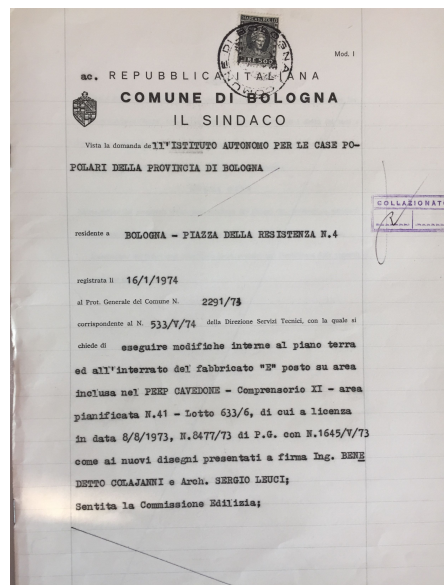 Mod. I
ac. REPUBBLICA ITALIANA
COMUNE DI BOLOGNA
IL SINDACO
Vista la domanda dell'ISTITUTO AUTONOMO PER LE CASE PO-
POLARI DELLA PROVINCIA DI BOLOGNA
COLLAZIONATO
residente a BOLOGNA - PIAZZA DELLA RESISTENZA N.4
registrata li 16/1/1974
al Prot. Generale del Comune N. 2291/73
corrispondente al N. 533/V/74 della Direzione Servizi Tecnici, con la quale si
chiede di eseguire modifiche interne al piano terra
ed all'interrato del fabbricato "E" posto su area
inclusa nel PEEP CAVEDONE - Comprensorio XI - area
pianificata N.41 - Lotto 633/6, di cui a licenza
in data 8/8/1973, N.8477/73 di P.G. con N.1645/V/73
come ai nuovi disegni presentati a firma Ing. BENE
DETTO COLAJANNI e Arch. SERGIO LEUCI;
Sentita la Commissione Edilizia;